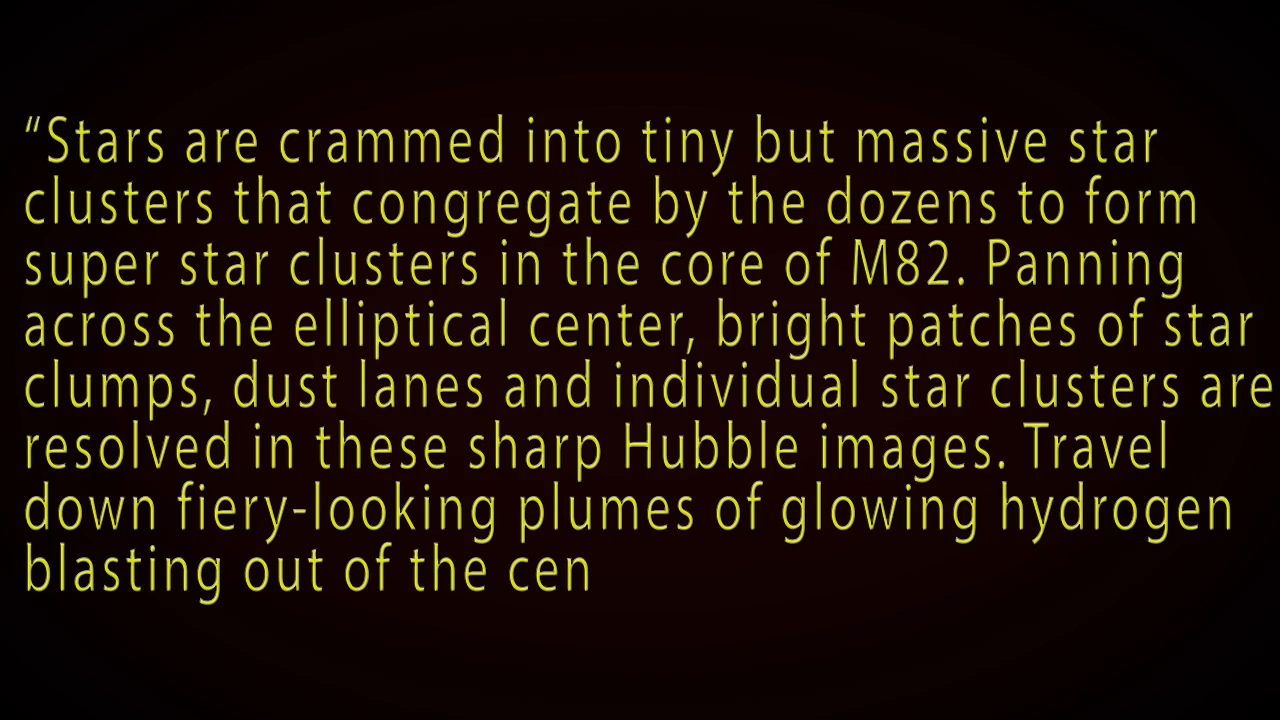 “Stars are crammed into tiny but massive star
clusters that congregate by the dozens to form
super star clusters in the core of M82. Panning
across the elliptical center, bright patches of star
clumps, dust lanes and individual star clusters are
resolved in these sharp Hubble images. Travel
down fiery-looking plumes of glowing hydrogen
blasting out of the cen